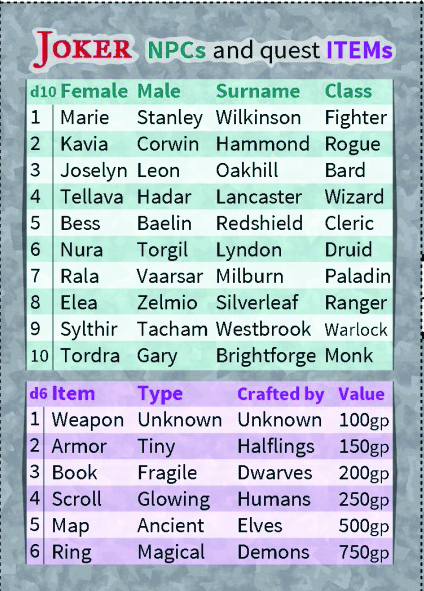 JOKER NPCs and quest ITEMs
d10 Female Male Surname Class
1 Marie Stanley Wilkinson Fighter
2 Kavia Corwin Hammond Rogue
3 Joselyn Leon Oakhill Bard
4 Tellava Hadar Lancaster Wizard
5 Bess Baelin Redshield Cleric
6 Nura Torgil Lyndon Druid
7 Rala Vaarsar Milburn Paladin
8 Elea Zelmio Silverleaf Ranger
9 Sylthir Tacham Westbrook Warlock
10 Tordra Gary Brightforge Monk
d6 Item Type Crafted by Value
1 Weapon Unknown Unknown 100gp
2 Armor Tiny Halflings 150gp
3 Book Fragile Dwarves 200gp
4 Scroll Glowing Humans 250gp
5 Map Ancient Elves 500gp
6 Ring Magical Demons 750gp